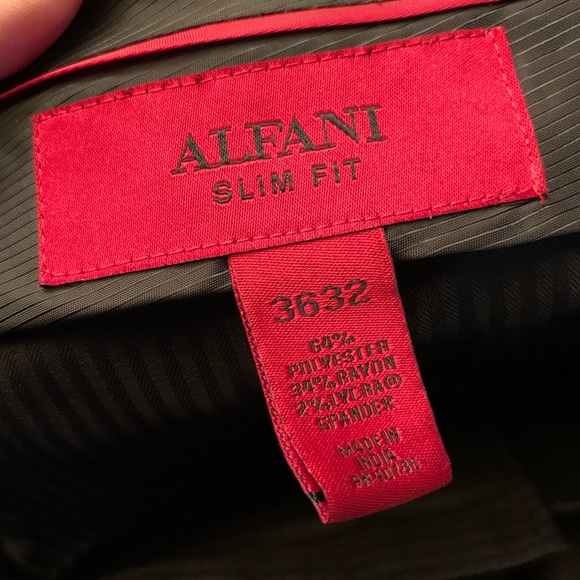 ALFANI
SLIM FIT
3632
64%
POLYESTER
34%RAYON
2%LYCRA®
SPANDEX
MADE IN
INDIA